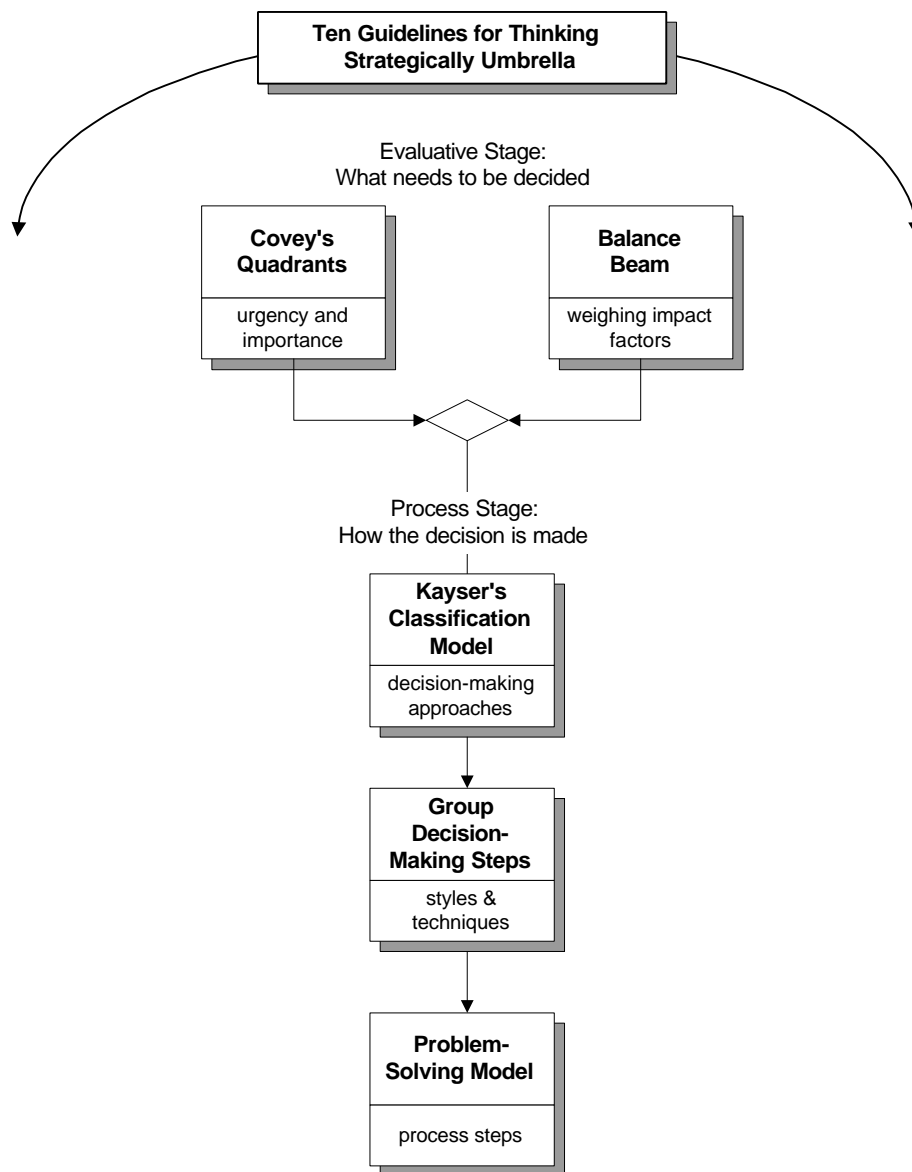 Ten Guidelines for Thinking
Strategically Umbrella
Evaluative Stage:
What needs to be decided
Covey's
Quadrants
urgency and
importance
Balance
Beam
weighing impact
factors
Process Stage:
How the decision is made
Kayser's
Classification
Model
decision-making
approaches
Group
Decision-
Making Steps
styles &
techniques
Problem-
Solving Model
process steps